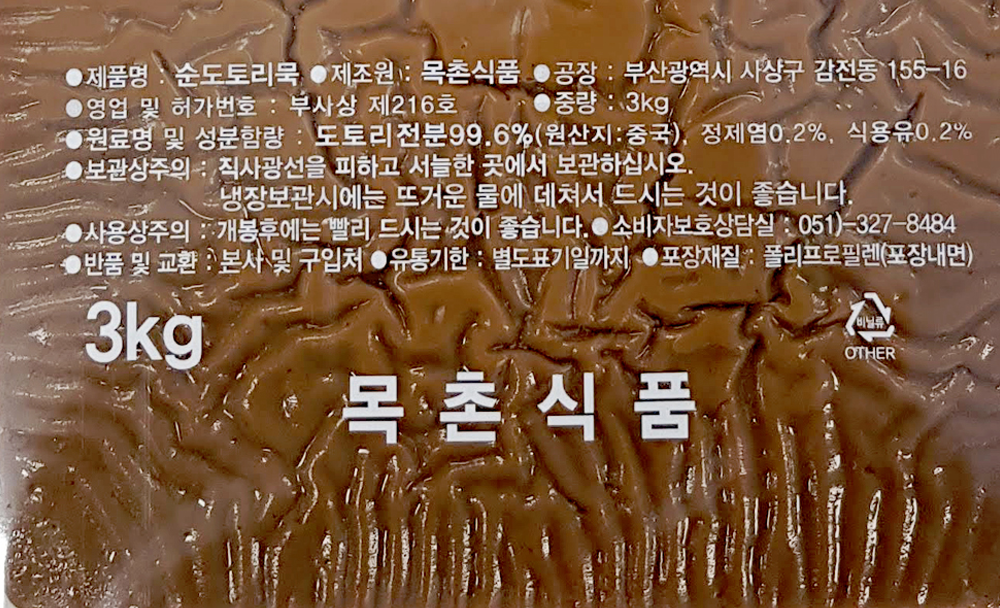 ●제품명 : 순도토리묵 ●제조원 : 목촌식품 ●공장 : 부산광역시 사상구 감전동 155-16
●영업 및 허가번호 : 부사상 제216호 ●중량 : 3kg
●원료명 및 성분함량 : 도토리전분99.6%(원산지:중국), 정제염0.2%, 식용유0.2%
●보관상주의 : 직사광선을 피하고 서늘한 곳에서 보관하십시오.
냉장보관시에는 뜨거운 물에 데쳐서 드시는 것이 좋습니다.
●사용상주의 : 개봉후에는 빨리 드시는 것이 좋습니다. ●소비자보호상담실 : 051)-327-8484
●반품 및 교환 : 본사 및 구입처 ●유통기한 : 별도표기일까지 ●포장재질 : 폴리프로필렌(포장내면)
3kg
비닐류
OTHER
목촌식품